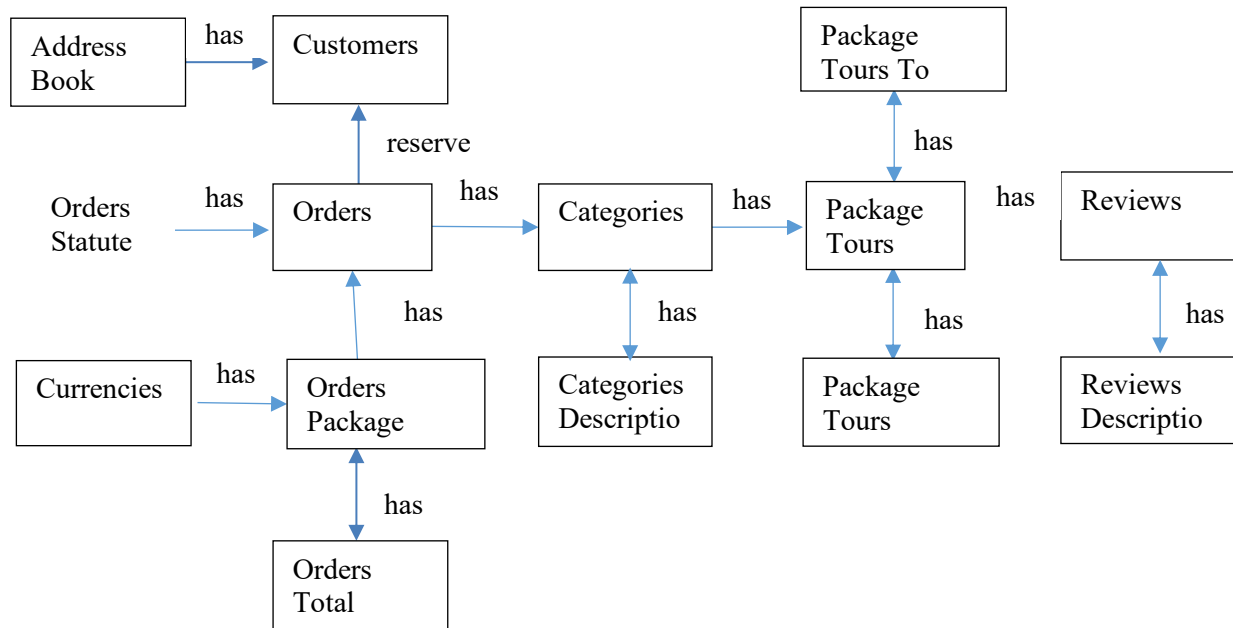 Address
Book
has
Customers
Package
Tours To
reserve
has
Orders
Statute
has
Orders
has
Categories
has
Package
Tours
has
Reviews
has
has
has
has
Currencies
has
Orders
Package
Categories
Descriptio
Package
Tours
Reviews
Descriptio
has
Orders
Total